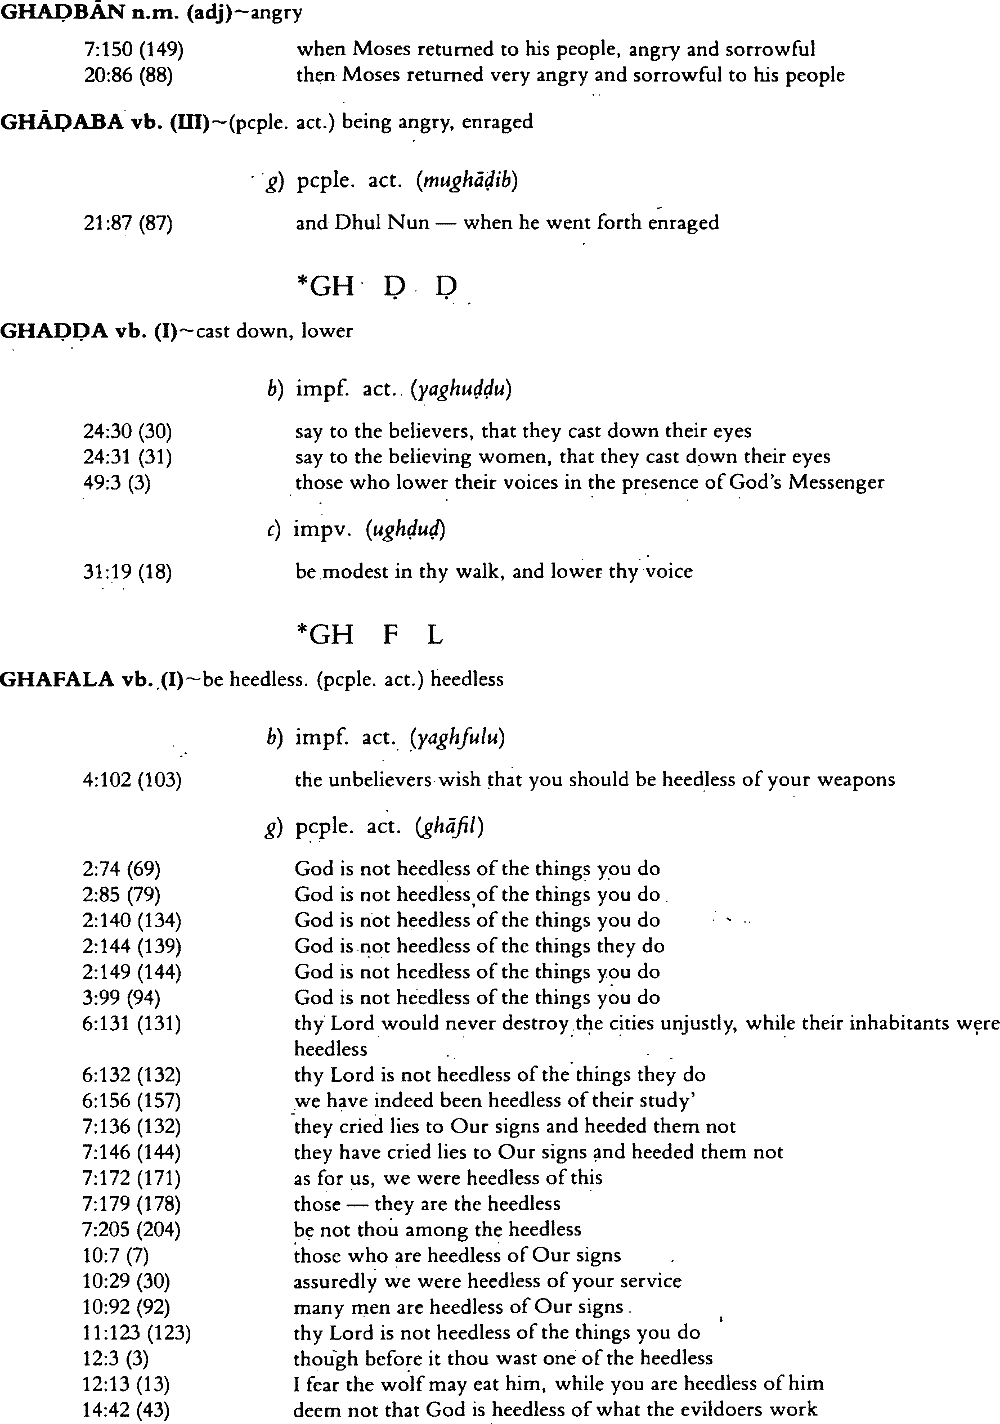 GHAḌBĀN n.m. (adj)~angry
7:150 (149) when Moses returned to his people, angry and sorrowful
20:86 (88) then Moses returned very angry and sorrowful to his people
GHĀḌABA vb. (III)~(pcple. act.) being angry, enraged
g) pcple. act. (mughāḍib)
21:87 (87) and Dhul Nun — when he went forth enraged
*GH Ḍ Ḍ
GHAḌḌA vb. (I)~cast down, lower
b) impf. act. (yaghuḍḍu)
24:30 (30) say to the believers, that they cast down their eyes
24:31 (31) say to the believing women, that they cast down their eyes
49:3 (3) those who lower their voices in the presence of God's Messenger
c) impv. (ughḍuḍ)
31:19 (18) be modest in thy walk, and lower thy voice
*GH F L
GHAFALA vb. (I)~be heedless. (pcple. act.) heedless
b) impf. act. (yaghfulu)
4:102 (103) the unbelievers wish that you should be heedless of your weapons
g) pcple. act. (ghāfil)
2:74 (69) God is not heedless of the things you do
2:85 (79) God is not heedless of the things you do
2:140 (134) God is not heedless of the things you do
2:144 (139) God is not heedless of the things they do
2:149 (144) God is not heedless of the things you do
3:99 (94) God is not heedless of the things you do
6:131 (131) thy Lord would never destroy the cities unjustly, while their inhabitants were
heedless
6:132 (132) thy Lord is not heedless of the things they do
6:156 (157) we have indeed been heedless of their study'
7:136 (132) they cried lies to Our signs and heeded them not
7:146 (144) they have cried lies to Our signs and heeded them not
7:172 (171) as for us, we were heedless of this
7:179 (178) those — they are the heedless
7:205 (204) be not thou among the heedless
10:7 (7) those who are heedless of Our signs
10:29 (30) assuredly we were heedless of your service
10:92 (92) many men are heedless of Our signs
11:123 (123) thy Lord is not heedless of the things you do
12:3 (3) though before it thou wast one of the heedless
12:13 (13) I fear the wolf may eat him, while you are heedless of him
14:42 (43) deem not that God is heedless of what the evildoers work